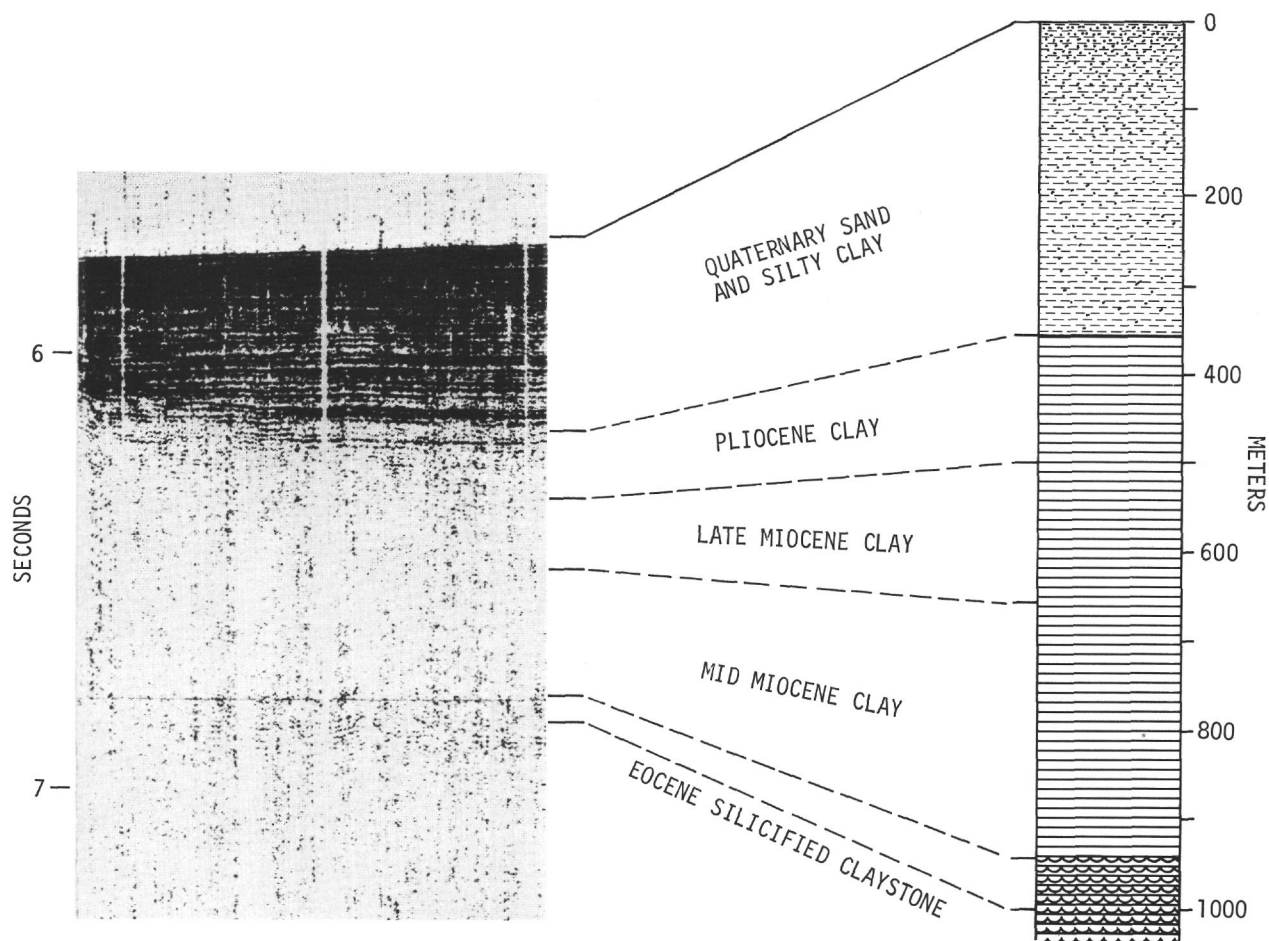 SECONDS
6
7
QUATERNARY SAND
AND SILTY CLAY
PLIOCENE CLAY
LATE MIOCENE CLAY
MID MIOCENE CLAY
EOCENE SILICIFIED CLAYSTONE
0
200
400
600
800
1000
METERS